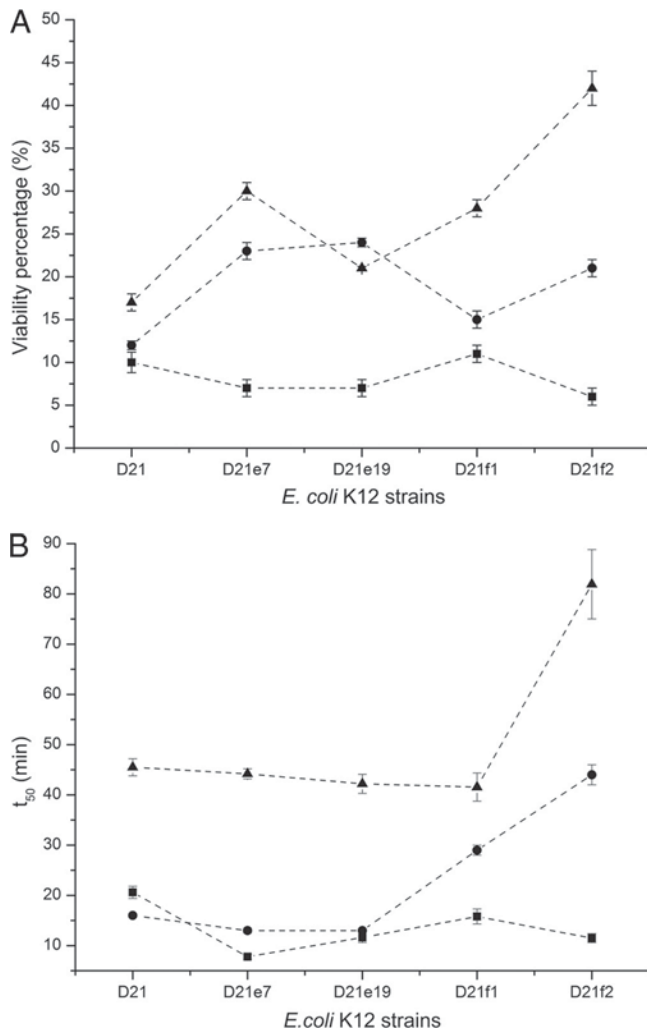 A
Viability percentage (%)
50
45
40
35
30
25
20
15
10
5
0
D21 D21e7 D21e19 D21f1 D21f2
E. coli K12 strains
B
t50 (min)
90
80
70
60
50
40
30
20
10
D21 D21e7 D21e19 D21f1 D21f2
E.coli K12 strains